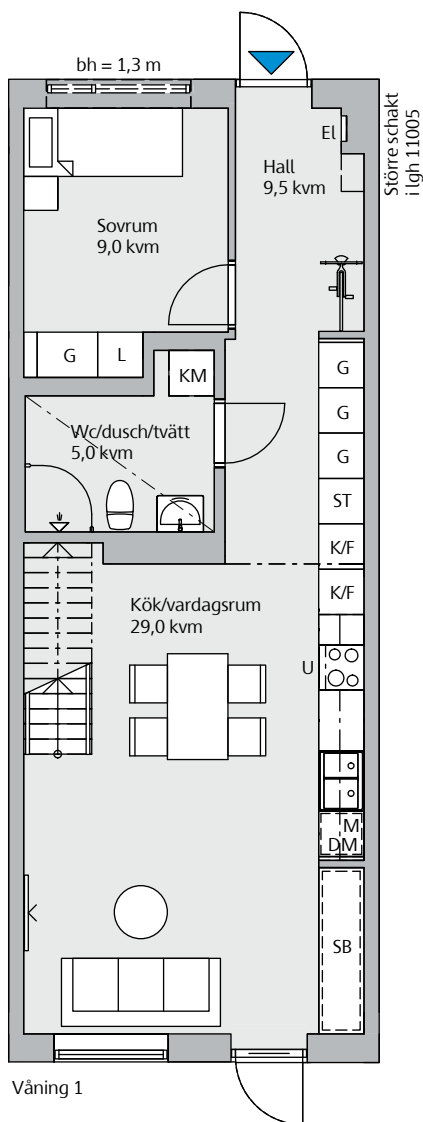 bh = 1,3 m
El
Större schakt
i lgh 11005
Hall
9,5 kvm
Sovrum
9,0 kvm
G
L
KM
G
G
G
ST
K/F
K/F
Wc/dusch/tvätt
5,0 kvm
Kök/vardagsrum
29,0 kvm
U
M
DM
SB
Våning 1